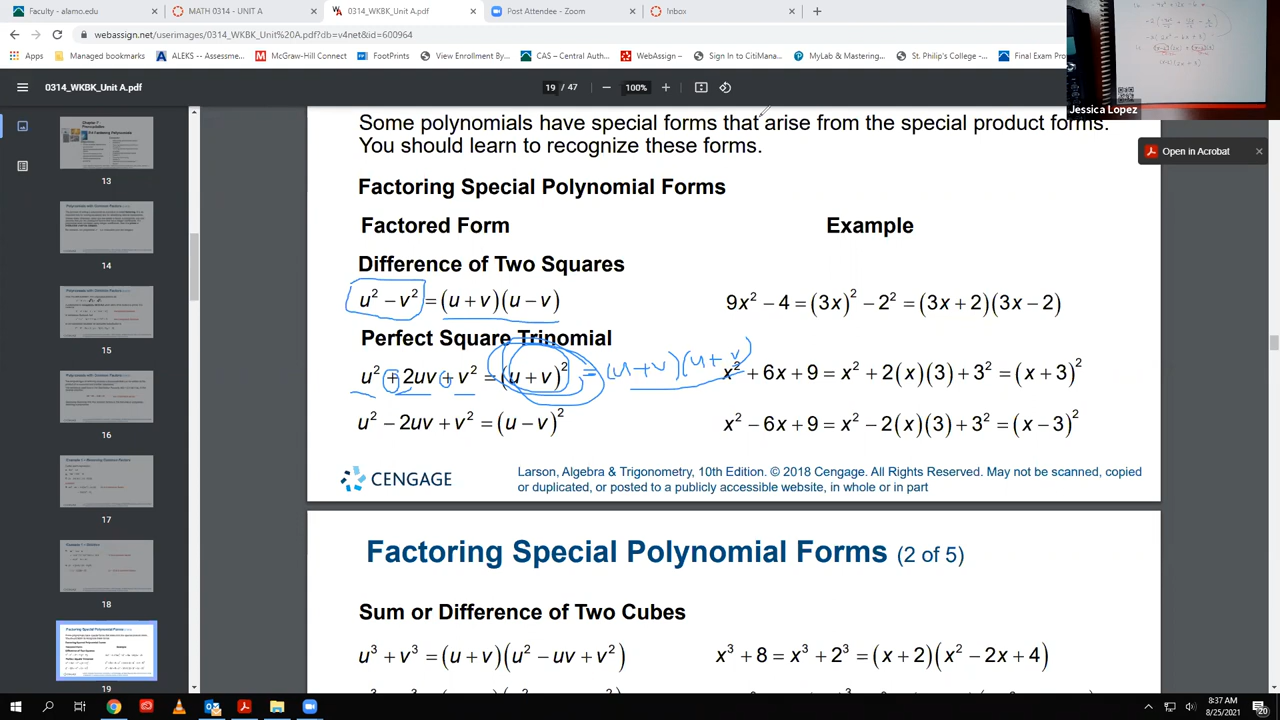 Faculty - alamo.edu
MATH 0314 - UNIT A
0314_WKBK_Unit A.pdf
Post Attendee - Zoom
Inbox
webassign.net/userimages/0314_WKBK_Unit%20A.pdf?db=v4net&id=600964
Apps
Managed bookmarks
ALEKS -- Assessme...
McGraw-Hill Connect
FootPrints
View Enrollment By...
CAS – Central Auth...
WebAssign
Sign In to CanvaMa...
MyLab & Mastering...
St. Philip's College -...
Final Exam Pro
Jessica Lopez
0314_WKBK_Unit A.pdf
19 / 47
100%
Open in Acrobat
Some polynomials have special forms that arise from the special product forms.
You should learn to recognize these forms.
Factoring Special Polynomial Forms
Factored Form
Example
Difference of Two Squares
u² − v² = (u + v)(u − v)
9x² − 4 = (3x)² − 2² = (3x + 2)(3x − 2)
Perfect Square Trinomial
u² + 2uv + v² = (u + v)² = (u+v)(u+v)
x² + 6x + 9 = x² + 2(x)(3) + 3² = (x + 3)²
u² − 2uv + v² = (u − v)²
x² − 6x + 9 = x² − 2(x)(3) + 3² = (x − 3)²
CENGAGE
Larson, Algebra & Trigonometry, 10th Edition. © 2018 Cengage. All Rights Reserved. May not be scanned, copied
or duplicated, or posted to a publicly accessible website, in whole or in part
Factoring Special Polynomial Forms (2 of 5)
Sum or Difference of Two Cubes
u³ + v³ = (u + v)(u² − uv + v²)
x³ + 8 = x³ + 2³ = (x + 2)(x² − 2x + 4)
13
14
15
16
17
18
19
8:37 AM
8/25/2021
20